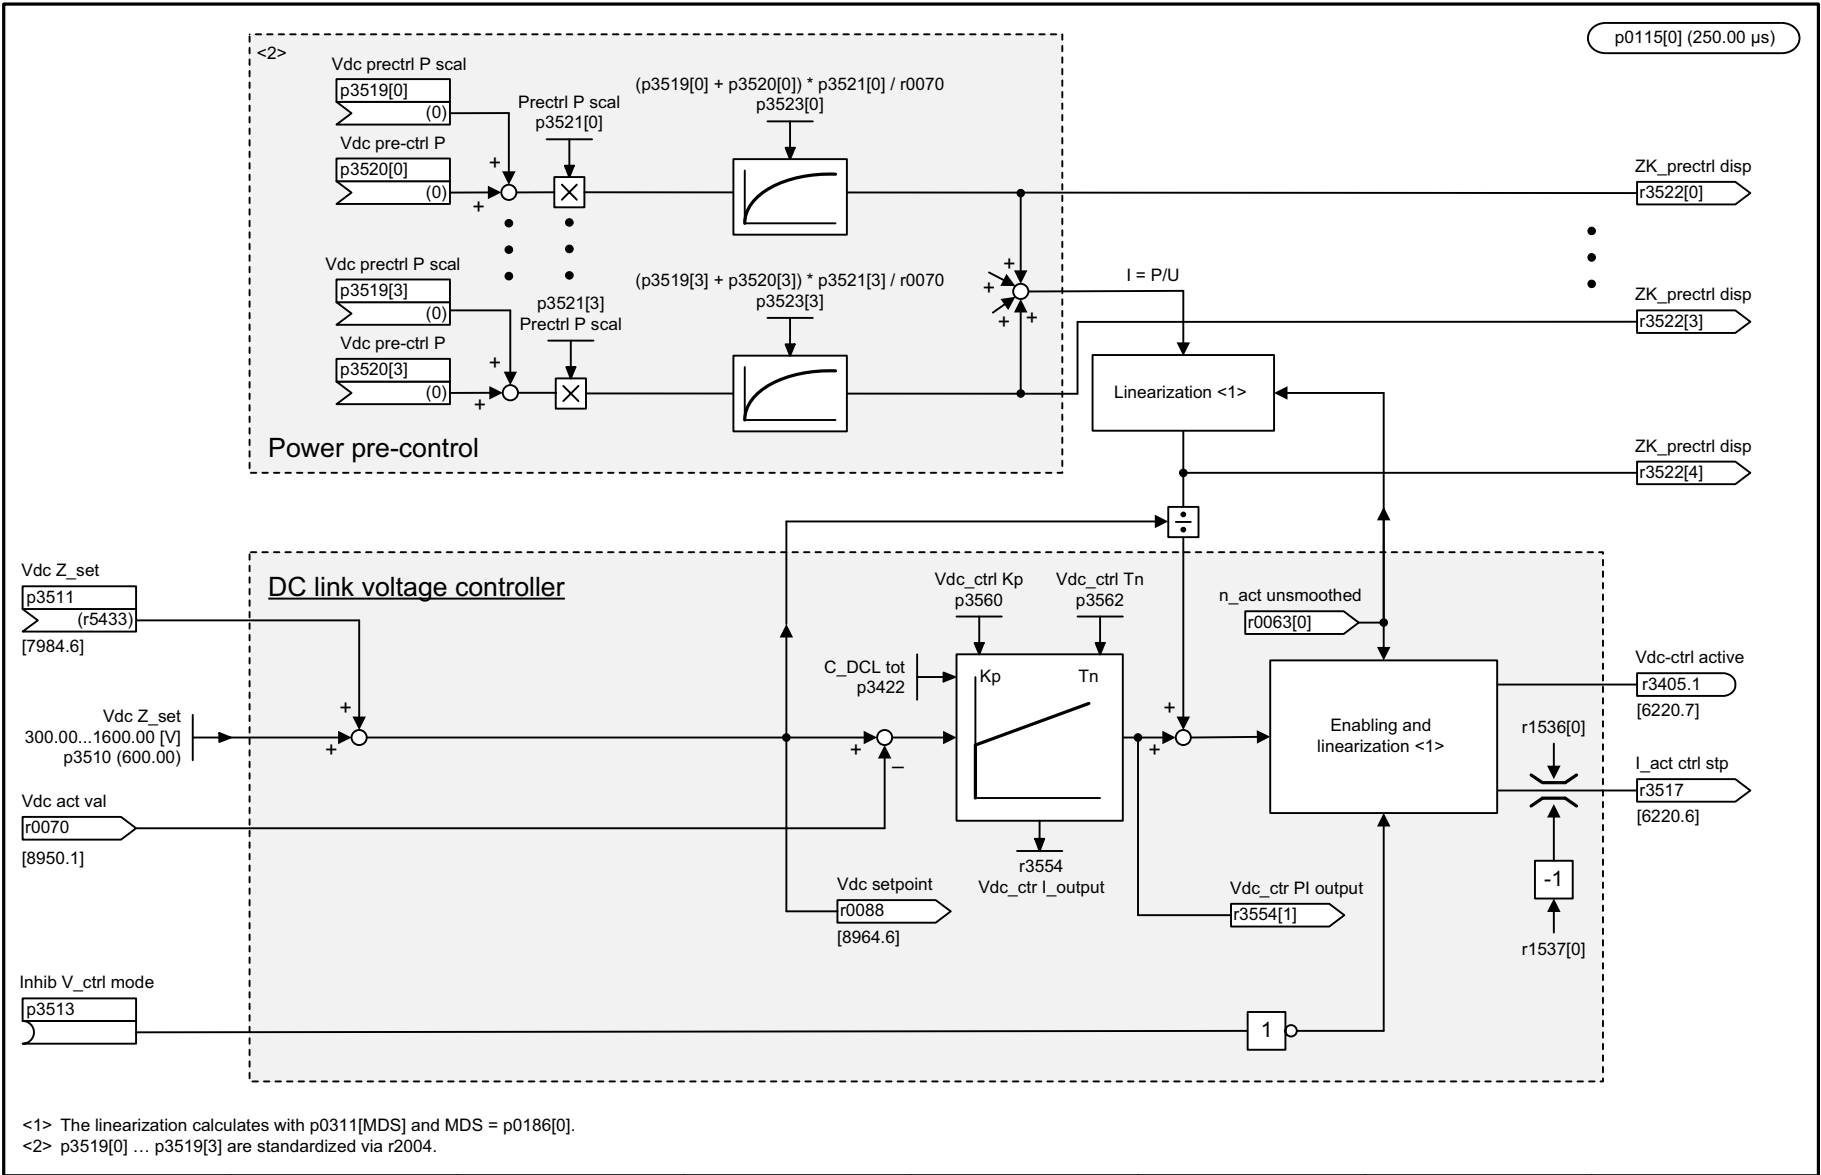 p0115[0] (250.00 µs)
<2>
Vdc prectrl P scal
p3519[0]
(0)
Vdc pre-ctrl P
p3520[0]
(0)
+
+
Prectrl P scal
p3521[0]
(p3519[0] + p3520[0]) * p3521[0] / r0070
p3523[0]
ZK_prectrl disp
r3522[0]
Vdc prectrl P scal
p3519[3]
(0)
Vdc pre-ctrl P
p3520[3]
(0)
+
+
p3521[3]
Prectrl P scal
(p3519[3] + p3520[3]) * p3521[3] / r0070
p3523[3]
+
+
+
+
I = P/U
ZK_prectrl disp
r3522[3]
Linearization <1>
Power pre-control
ZK_prectrl disp
r3522[4]
÷
DC link voltage controller
Vdc Z_set
p3511
(r5433)
[7984.6]
Vdc Z_set
300.00...1600.00 [V]
p3510 (600.00)
+
+
Vdc act val
r0070
[8950.1]
+
–
C_DCL tot
p3422
Vdc_ctrl Kp
p3560
Vdc_ctrl Tn
p3562
Kp
Tn
r3554
Vdc_ctr I_output
Vdc setpoint
r0088
[8964.6]
+
+
n_act unsmoothed
r0063[0]
Enabling and
linearization <1>
Vdc_ctr PI output
r3554[1]
Vdc-ctrl active
r3405.1
[6220.7]
r1536[0]
I_act ctrl stp
r3517
[6220.6]
-1
r1537[0]
Inhib V_ctrl mode
p3513
1
<1> The linearization calculates with p0311[MDS] and MDS = p0186[0].
<2> p3519[0] … p3519[3] are standardized via r2004.